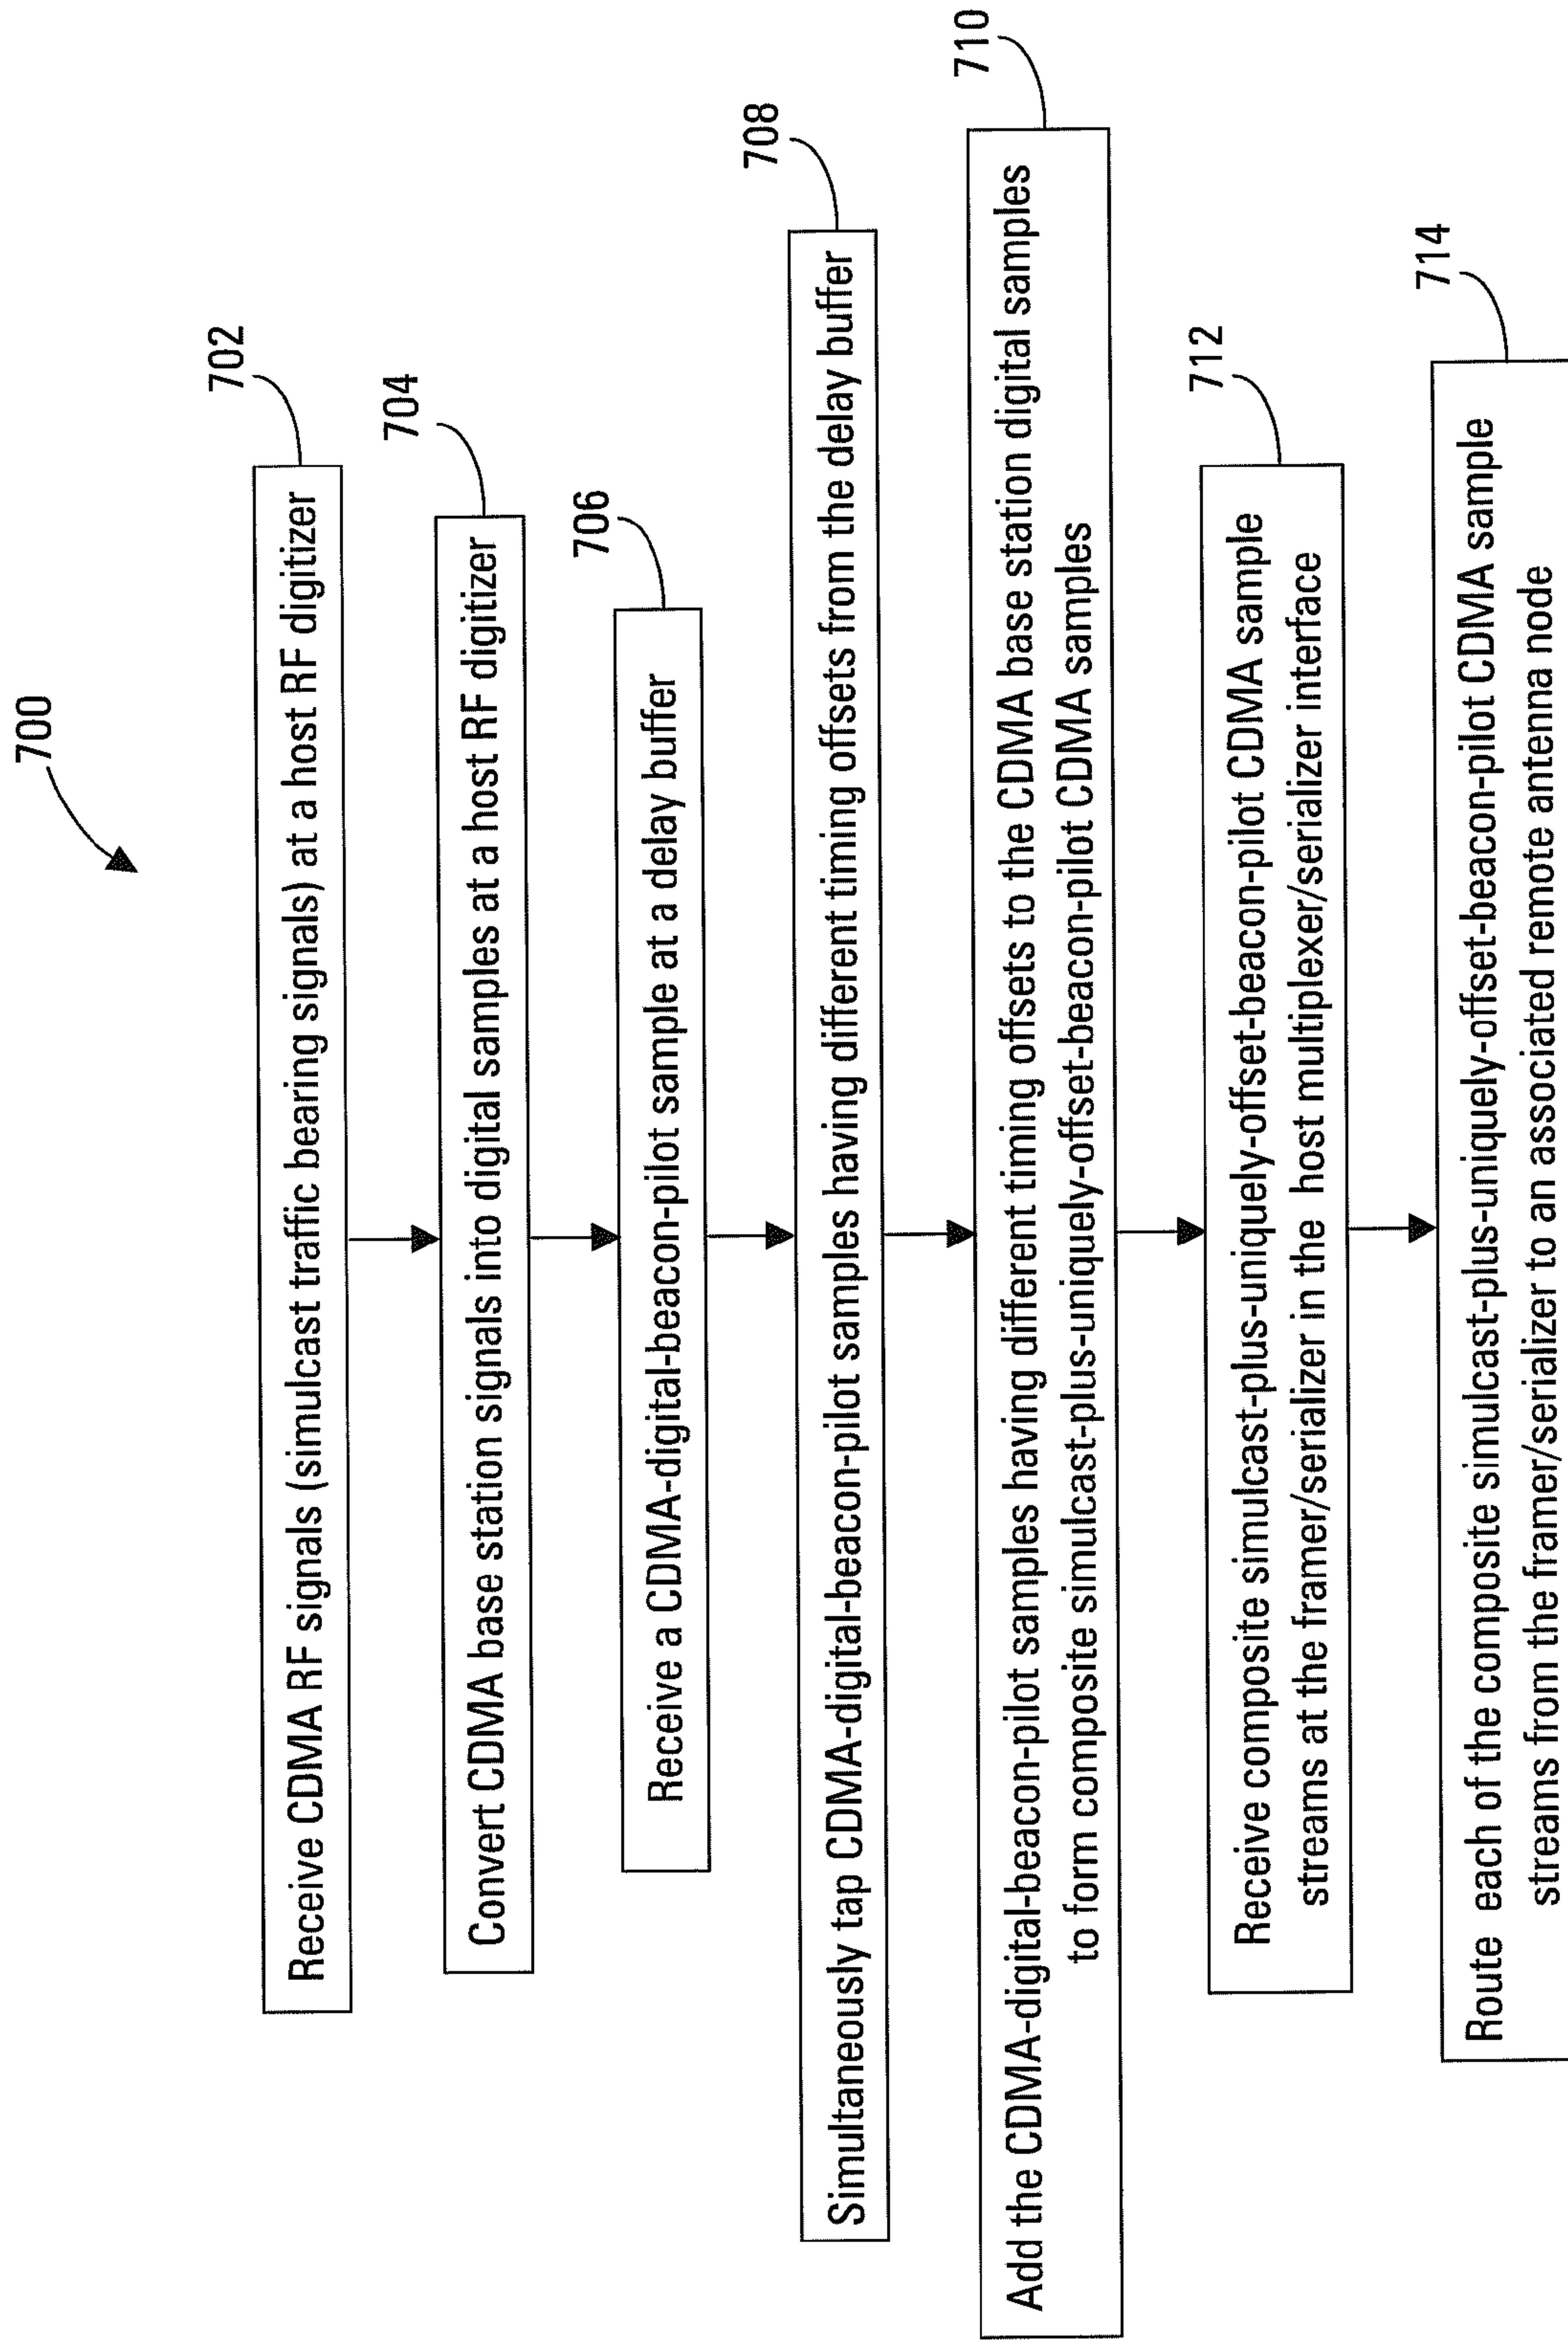 700
702
Receive CDMA RF signals (simulcast traffic bearing signals) at a host RF digitizer
704
Convert CDMA base station signals into digital samples at a host RF digitizer
706
Receive a CDMA-digital-beacon-pilot sample at a delay buffer
708
Simultaneously tap CDMA-digital-beacon-pilot samples having different timing offsets from the delay buffer
710
Add the CDMA-digital-beacon-pilot samples having different timing offsets to the CDMA base station digital samples
to form composite simulcast-plus-uniquely-offset-beacon-pilot CDMA samples
712
Receive composite simulcast-plus-uniquely-offset-beacon-pilot CDMA sample
streams at the framer/serializer in the host multiplexer/serializer interface
714
Route each of the composite simulcast-plus-uniquely-offset-beacon-pilot CDMA sample
streams from the framer/serializer to an associated remote antenna node